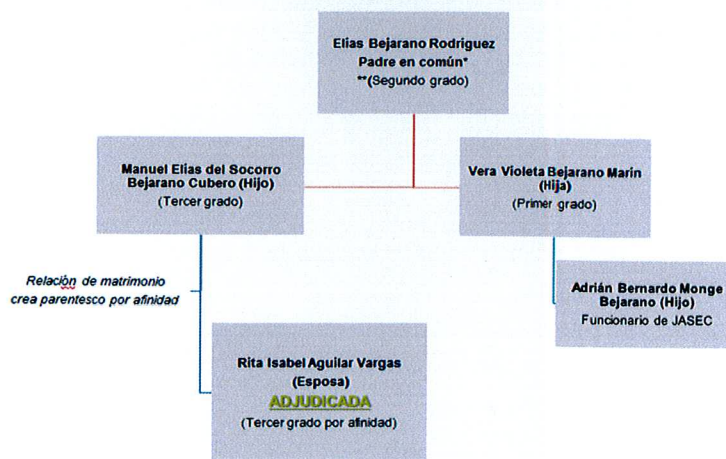 Elias Bejarano Rodriguez
Padre en común*
**(Segundo grado)
Manuel Elias del Socorro
Bejarano Cubero (Hijo)
(Tercer grado)
Vera Violeta Bejarano Marin
(Hija)
(Primer grado)
Relación de matrimonio
crea parentesco por afinidad
Adrián Bernardo Monge
Bejarano (Hijo)
Funcionario de JASEC
Rita Isabel Aguilar Vargas
(Esposa)
ADJUDICADA
(Tercer grado por afinidad)